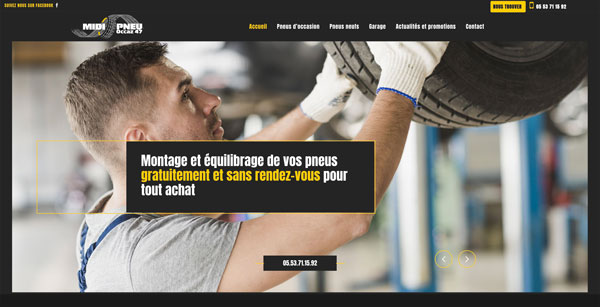 SUIVEZ NOUS SUR FACEBOOK f
NOUS TROUVER
05 53 71 15 92
MIDI PNEU
Occaz 47
Accueil Pneus d'occasion Pneus neufs Garage Actualités et promotions Contact
Montage et équilibrage de vos pneus
gratuitement et sans rendez-vous pour
tout achat
05.53.71.15.92